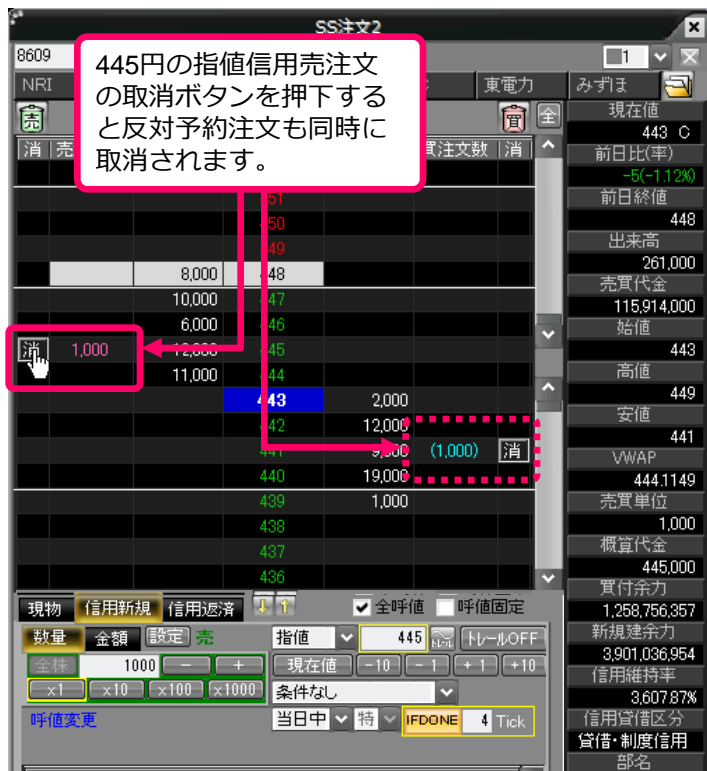 SS注文2
8609
1
445円の指値信用売注文
の取消ボタンを押下する
と反対予約注文も同時に
取消されます。
NRI
東電力
みずほ
売
買
全
消
売
買注文数
消
451
450
449
8,000 448
10,000 447
6,000 446
消 1,000 12,000 445
11,000 444
443 2,000
442 12,000
441 9,000 (1,000) 消
440 19,000
439 1,000
438
437
436
現在値
443 C
前日比(率)
-5(-1.12%)
前日終値
448
出来高
261,000
売買代金
115,914,000
始値
443
高値
449
安値
441
VWAP
444.1149
売買単位
1,000
概算代金
445,000
買付余力
1,258,756,357
新規建余力
3,901,036,954
信用維持率
3,607.87%
信用貸借区分
貸借・制度信用
部名
現物 信用新規 信用返済 全呼値 呼値固定
数量 金額 設定 売 指値 445 トレールOFF
全株 1000 － ＋ 現在値 -10 -1 +1 +10
x1 x10 x100 x1000 条件なし
呼値変更 当日中 特 IFDONE 4 Tick